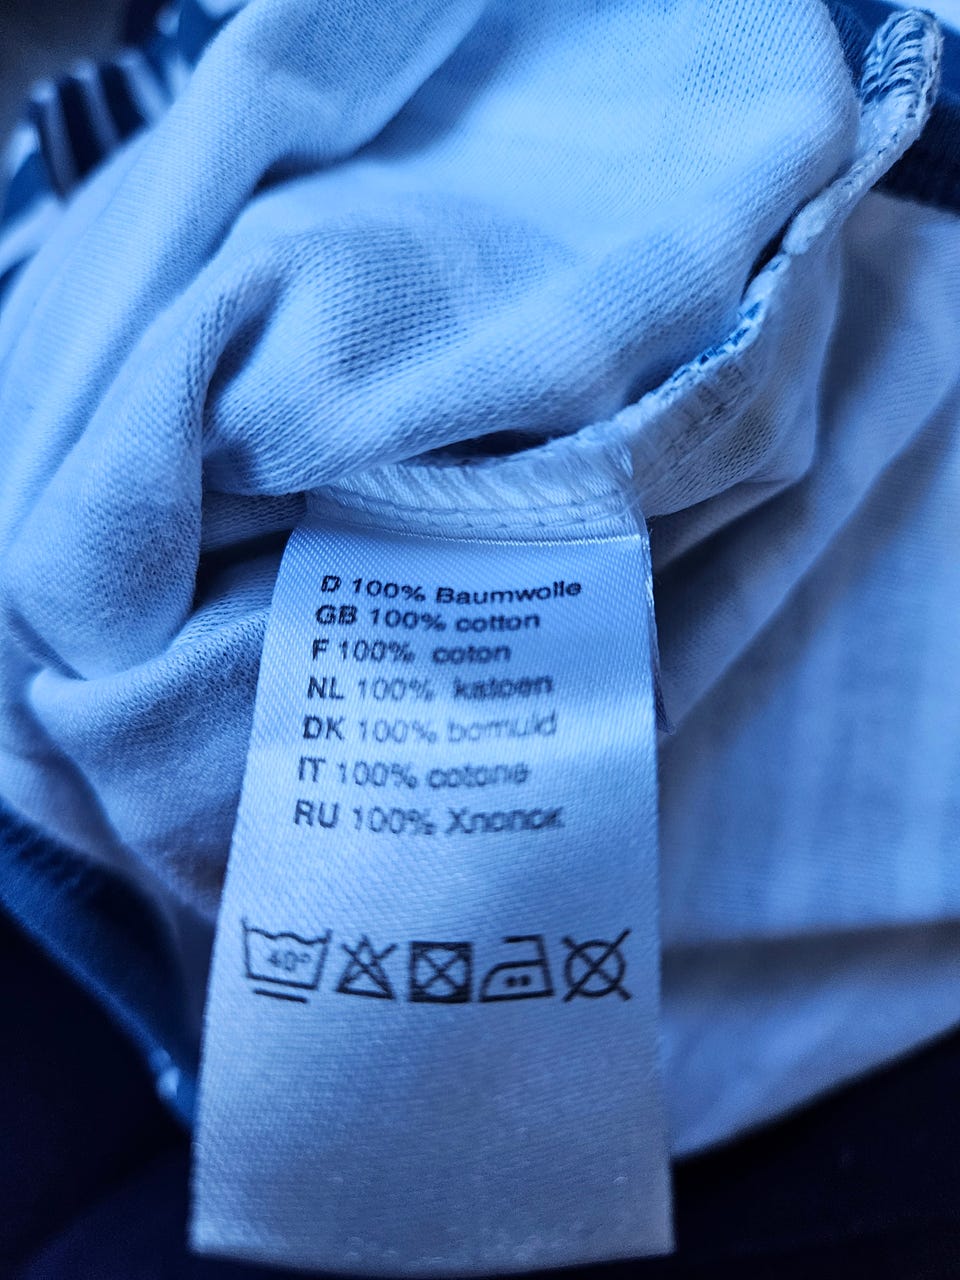 D 100% Baumwolle
GB 100% cotton
F 100% coton
NL 100% katoen
DK 100% bomuld
IT 100% cotone
RU 100% Хлопок
40°